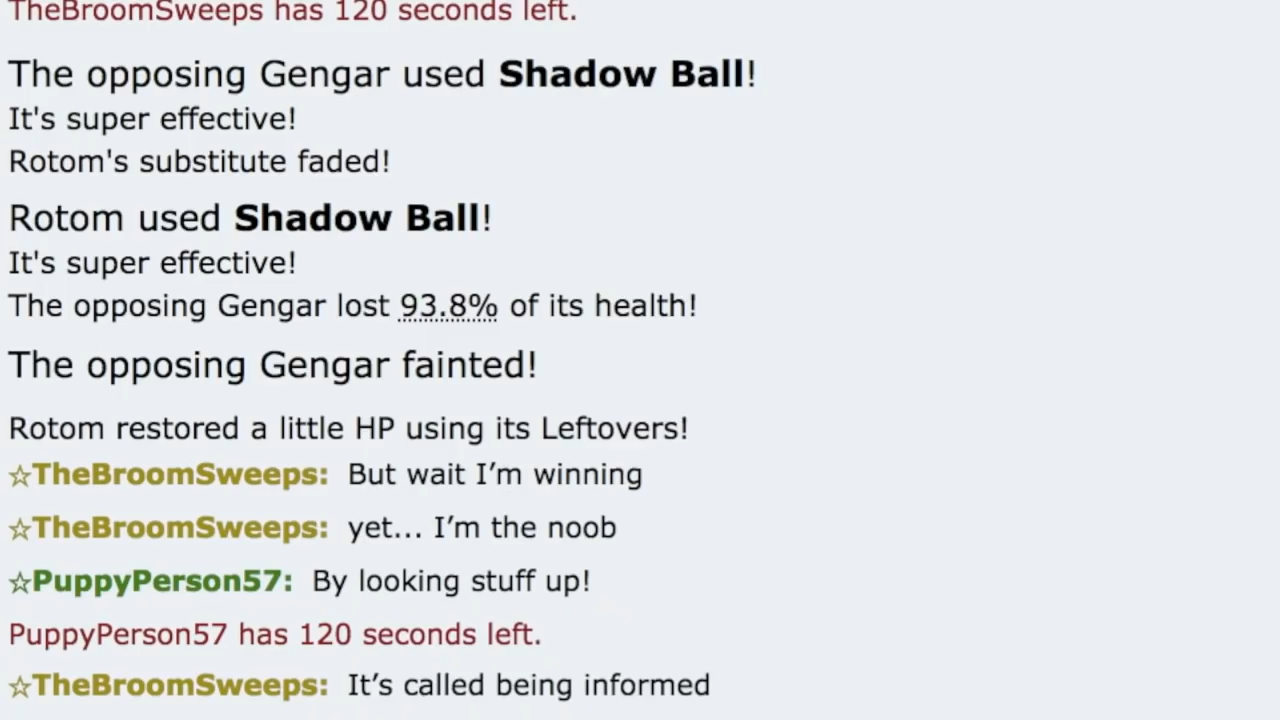 TheBroomSweeps has 120 seconds left.
The opposing Gengar used Shadow Ball!
It's super effective!
Rotom's substitute faded!
Rotom used Shadow Ball!
It's super effective!
The opposing Gengar lost 93.8% of its health!
The opposing Gengar fainted!
Rotom restored a little HP using its Leftovers!
☆TheBroomSweeps: But wait I’m winning
☆TheBroomSweeps: yet... I’m the noob
☆PuppyPerson57: By looking stuff up!
PuppyPerson57 has 120 seconds left.
☆TheBroomSweeps: It’s called being informed